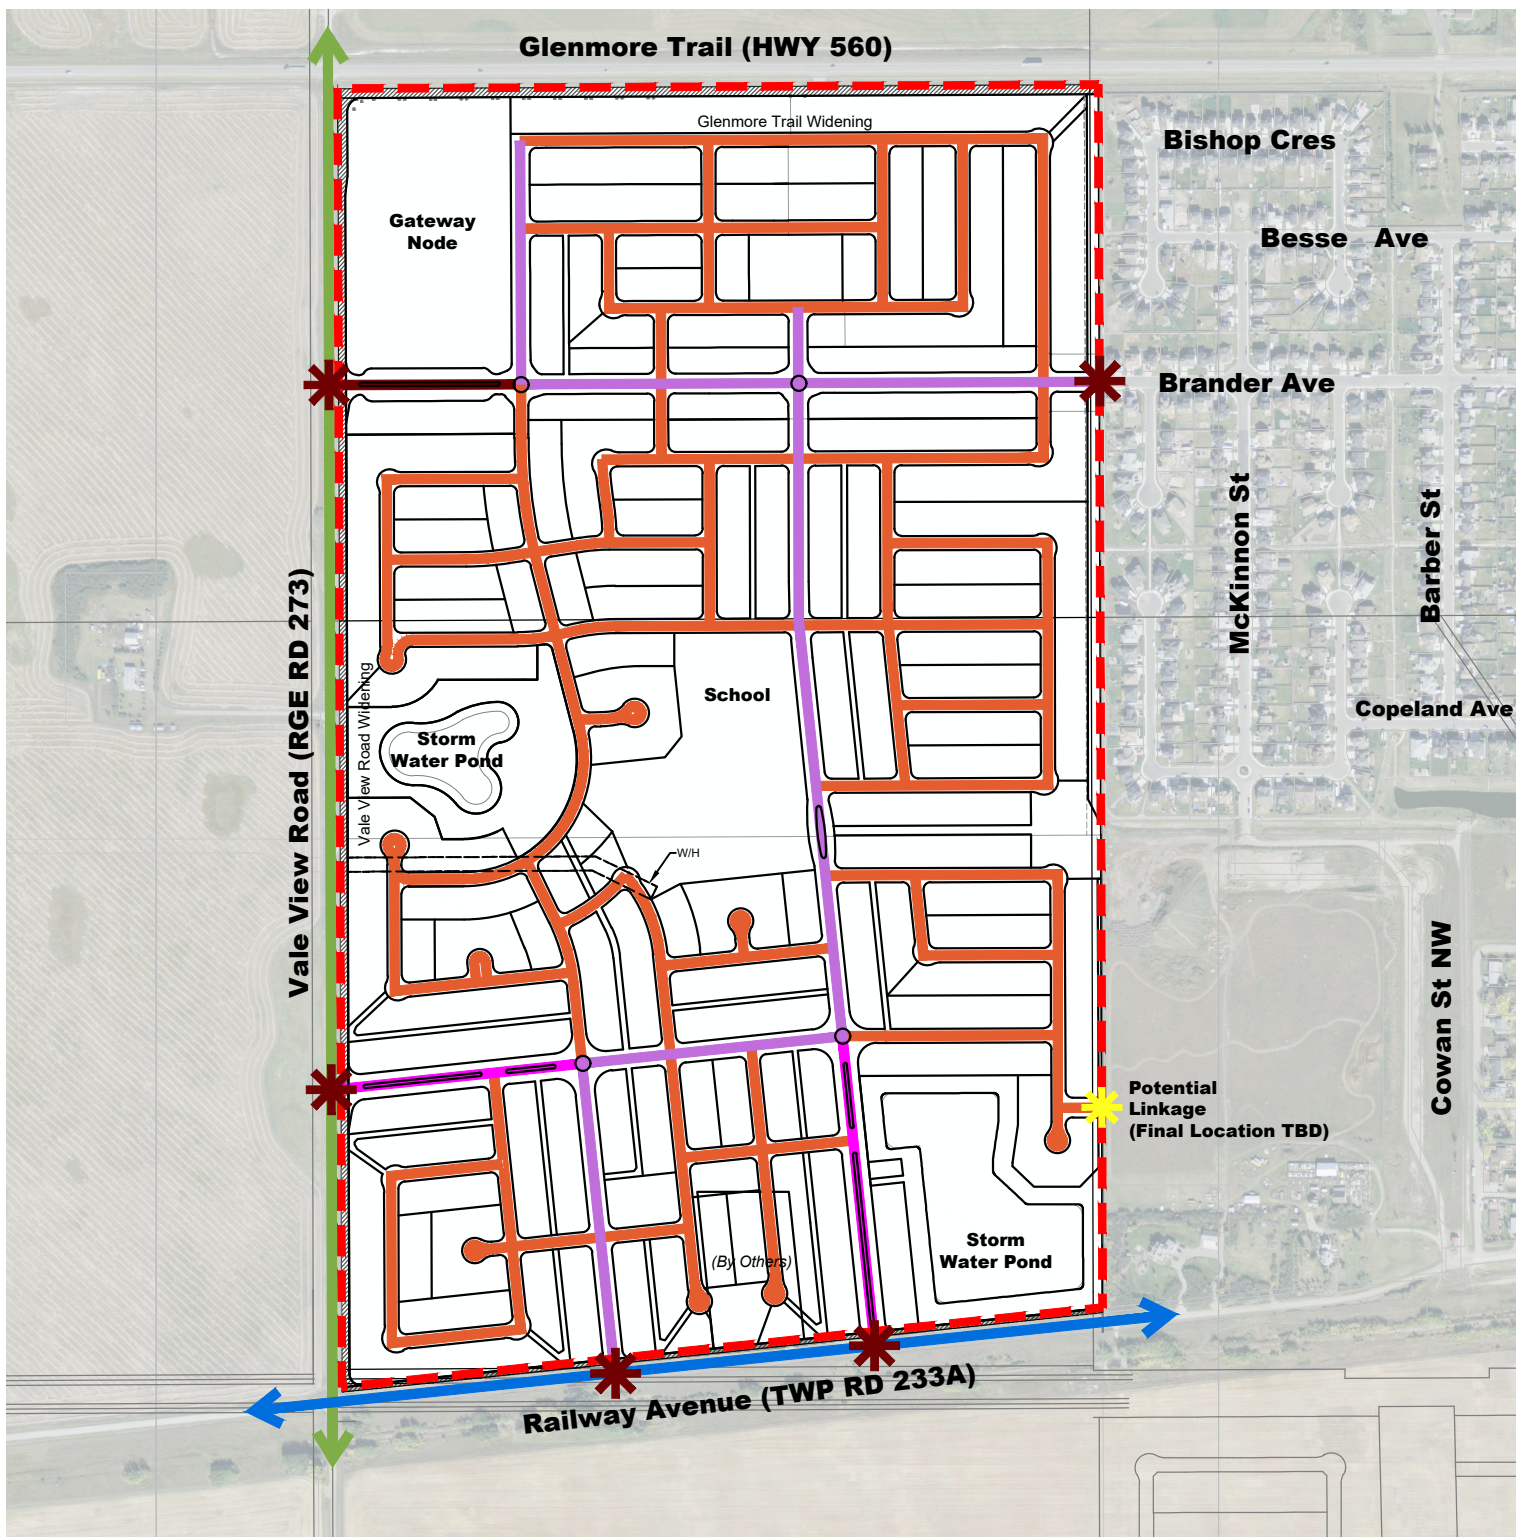 Glenmore Trail (HWY 560)
Glenmore Trail Widening
Bishop Cres
Gateway
Node
Besse Ave
Brander Ave
McKinnon St
Barber St
Vale View Road (RGE RD 273)
Vale View Road Widening
School
Copeland Ave
Storm
Water Pond
W/H
Cowan St NW
Potential
Linkage
(Final Location TBD)
Storm
Water Pond
(By Others)
Railway Avenue (TWP RD 233A)